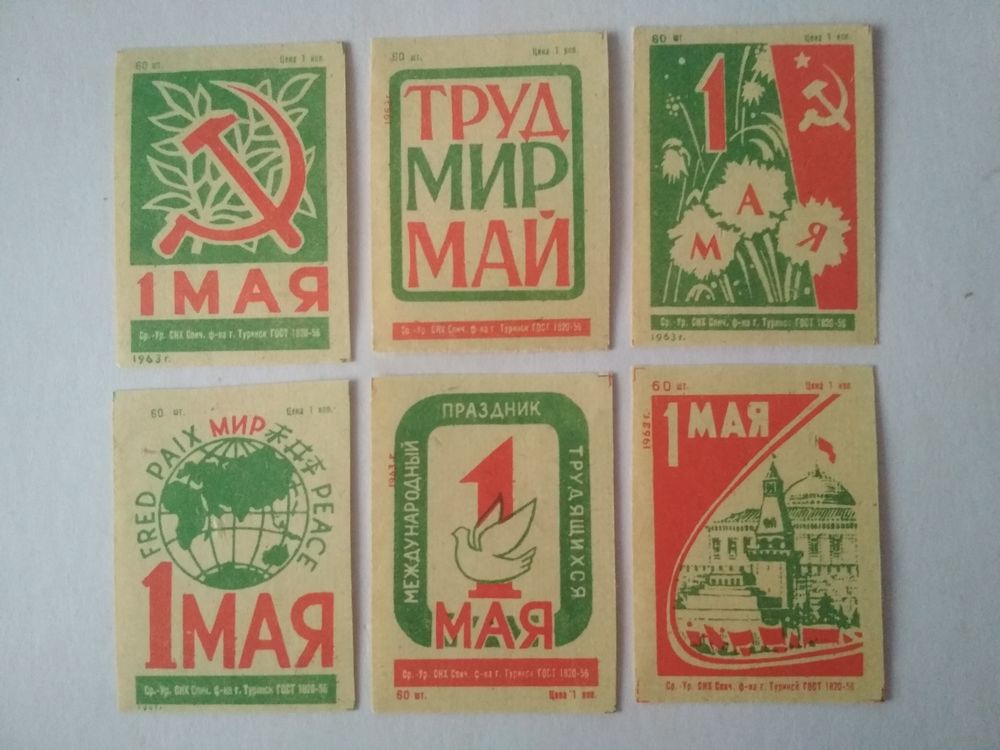 60 шт. Цена 1 коп.
1 МАЯ
Ср.-Ур. СНХ Спич. ф-ка г. Туринск ГОСТ 1820-56
1963 г.
60 шт. Цена 1 коп.
1963 г.
ТРУД
МИР
МАЙ
Ср.-Ур. СНХ Спич. ф-ка г. Туринск ГОСТ 1820-56
60 шт Цена 1 коп.
1
МАЯ
Ср.-Ур. СНХ Спич. ф-ка г. Туринск ГОСТ 1820-56
1963 г.
60 шт. Цена 1 коп.
FRED PAIX МИР PEACE
1 МАЯ
Ср.-Ур. СНХ Спич. ф-ка г. Туринск ГОСТ 1820-56
МЕЖДУНАРОДНЫЙ ПРАЗДНИК ТРУДЯЩИХСЯ
1963 г.
1
МАЯ
Ср.-Ур. СНХ Спич. ф-ка г. Туринск ГОСТ 1820-56
60 шт. Цена 1 коп.
60 шт. Цена 1 коп.
1963 г.
1 МАЯ
Ср.-Ур. СНХ Спич. ф-ка г. Туринск ГОСТ 1820-56